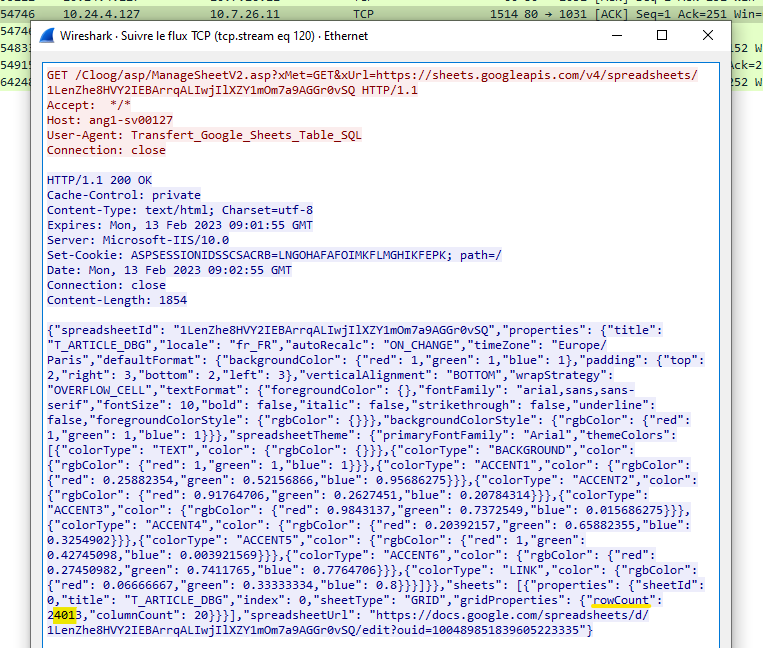 54746 10.24.4.127 10.7.26.11 TCP 1514 80 → 1031 [ACK] Seq=1 Ack=251 Win=
5474
5483 152 W
5491 Ack=2
64248 252 W
Wireshark · Suivre le flux TCP (tcp.stream eq 120) · Ethernet
GET /Cloog/asp/ManageSheetV2.asp?xMet=GET&xUrl=https://sheets.googleapis.com/v4/spreadsheets/
1LenZhe8HVY2IEBArrqALIwjIlXZY1mOm7a9AGGr0vSQ HTTP/1.1
Accept:  */*
Host: ang1-sv00127
User-Agent: Transfert_Google_Sheets_Table_SQL
Connection: close
HTTP/1.1 200 OK
Cache-Control: private
Content-Type: text/html; Charset=utf-8
Expires: Mon, 13 Feb 2023 09:01:55 GMT
Server: Microsoft-IIS/10.0
Set-Cookie: ASPSESSIONIDSSCSACRB=LNGOHAFAFOIMKFLMGHIKFEPK; path=/
Date: Mon, 13 Feb 2023 09:02:55 GMT
Connection: close
Content-Length: 1854
{"spreadsheetId": "1LenZhe8HVY2IEBArrqALIwjIlXZY1mOm7a9AGGr0vSQ","properties": {"title":
"T_ARTICLE_DBG","locale": "fr_FR","autoRecalc": "ON_CHANGE","timeZone": "Europe/
Paris","defaultFormat": {"backgroundColor": {"red": 1,"green": 1,"blue": 1},"padding": {"top":
2,"right": 3,"bottom": 2,"left": 3},"verticalAlignment": "BOTTOM","wrapStrategy":
"OVERFLOW_CELL","textFormat": {"foregroundColor": {},"fontFamily": "arial,sans,sans-
serif","fontSize": 10,"bold": false,"italic": false,"strikethrough": false,"underline":
false,"foregroundColorStyle": {"rgbColor": {}}},"backgroundColorStyle": {"rgbColor": {"red":
1,"green": 1,"blue": 1}}},"spreadsheetTheme": {"primaryFontFamily": "Arial","themeColors":
[{"colorType": "TEXT","color": {"rgbColor": {}}},{"colorType": "BACKGROUND","color":
{"rgbColor": {"red": 1,"green": 1,"blue": 1}}},{"colorType": "ACCENT1","color": {"rgbColor":
{"red": 0.25882354,"green": 0.52156866,"blue": 0.95686275}}},{"colorType": "ACCENT2","color":
{"rgbColor": {"red": 0.91764706,"green": 0.2627451,"blue": 0.20784314}}},{"colorType":
"ACCENT3","color": {"rgbColor": {"red": 0.9843137,"green": 0.7372549,"blue": 0.015686275}}},
{"colorType": "ACCENT4","color": {"rgbColor": {"red": 0.20392157,"green": 0.65882355,"blue":
0.3254902}}},{"colorType": "ACCENT5","color": {"rgbColor": {"red": 1,"green":
0.42745098,"blue": 0.003921569}}},{"colorType": "ACCENT6","color": {"rgbColor": {"red":
0.27450982,"green": 0.7411765,"blue": 0.7764706}}},{"colorType": "LINK","color": {"rgbColor":
{"red": 0.06666667,"green": 0.33333334,"blue": 0.8}}}]}},"sheets": [{"properties": {"sheetId":
0,"title": "T_ARTICLE_DBG","index": 0,"sheetType": "GRID","gridProperties": {"rowCount":
24013,"columnCount": 20}}}],"spreadsheetUrl": "https://docs.google.com/spreadsheets/d/
1LenZhe8HVY2IEBArrqALIwjIlXZY1mOm7a9AGGr0vSQ/edit?ouid=100489851839605223335"}